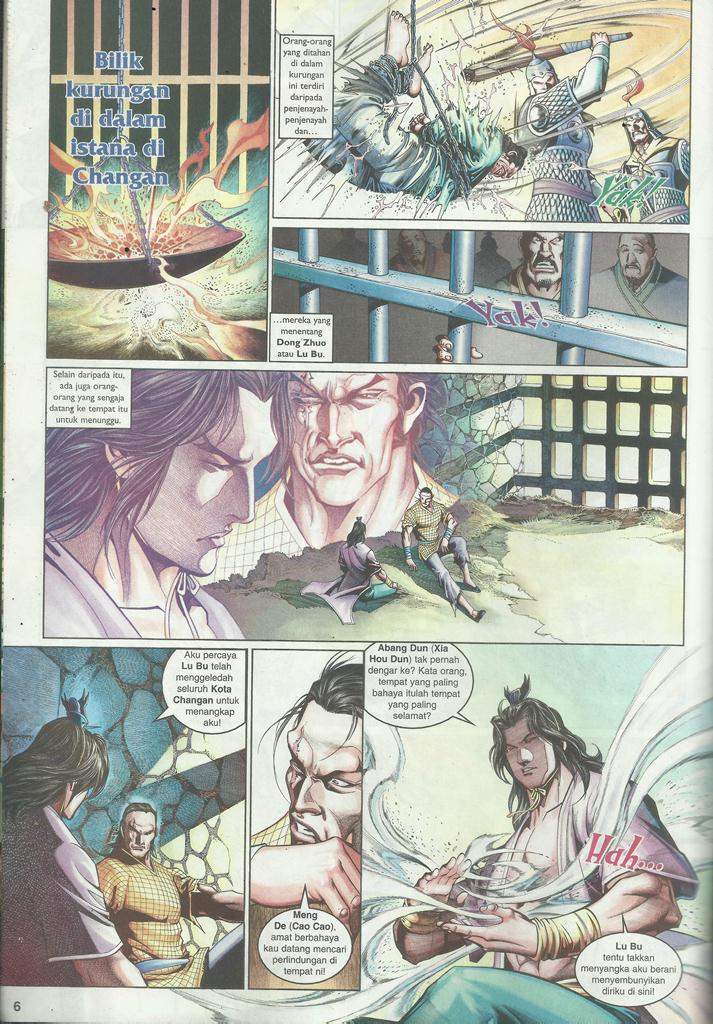 Bilik
kurungan
di dalam
istana di
Changan
Orang-orang
yang ditahan
di dalam
kurungan
ini terdiri
daripada
penjenayah-
penjenayah
dan...
Yak!
Yak!
...mereka yang
menentang
Dong Zhuo
atau Lu Bu.
Selain daripada itu,
ada juga orang-
orang yang sengaja
datang ke tempat itu
untuk menunggu.
Aku percaya
Lu Bu telah
menggeledah
seluruh Kota
Changan untuk
menangkap
aku!
Meng
De (Cao Cao),
amat berbahaya
kau datang mencari
perlindungan di
tempat ni!
Abang Dun (Xia
Hou Dun) tak pernah
dengar ke? Kata orang,
tempat yang paling
bahaya itulah tempat
yang paling
selamat?
Hah...
Lu Bu
tentu takkan
menyangka aku berani
menyembunyikan
diriku di sini!
6